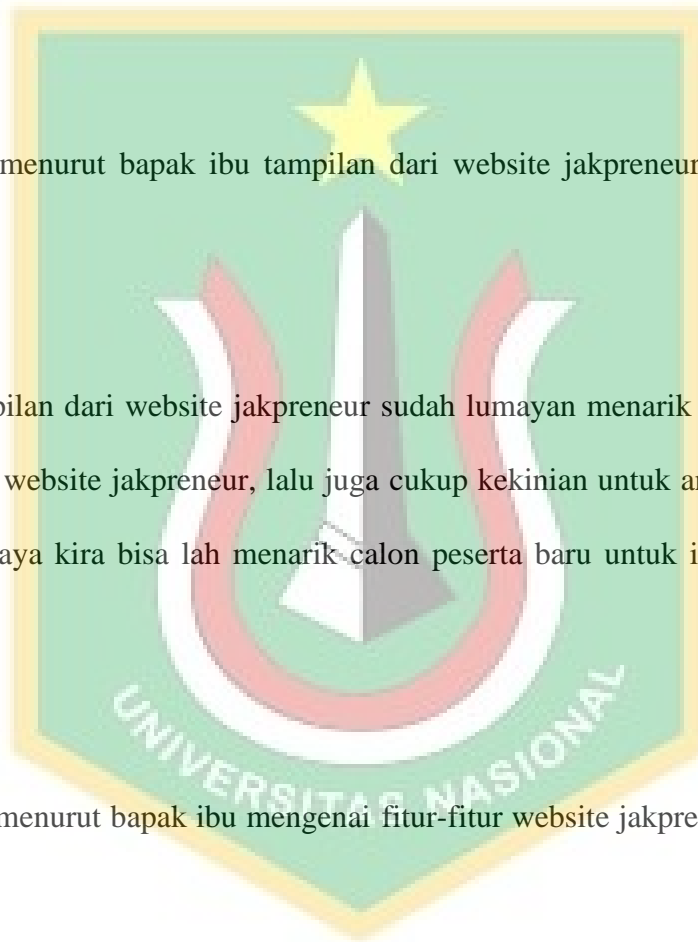 menurut bapak ibu tampilan dari website jakpreneur
pilan dari website jakpreneur sudah lumayan menarik
website jakpreneur, lalu juga cukup kekinian untuk a
aya kira bisa lah menarik calon peserta baru untuk i
menurut bapak ibu mengenai fitur-fitur website jakpre
UNIVERSITAS NASIONAL